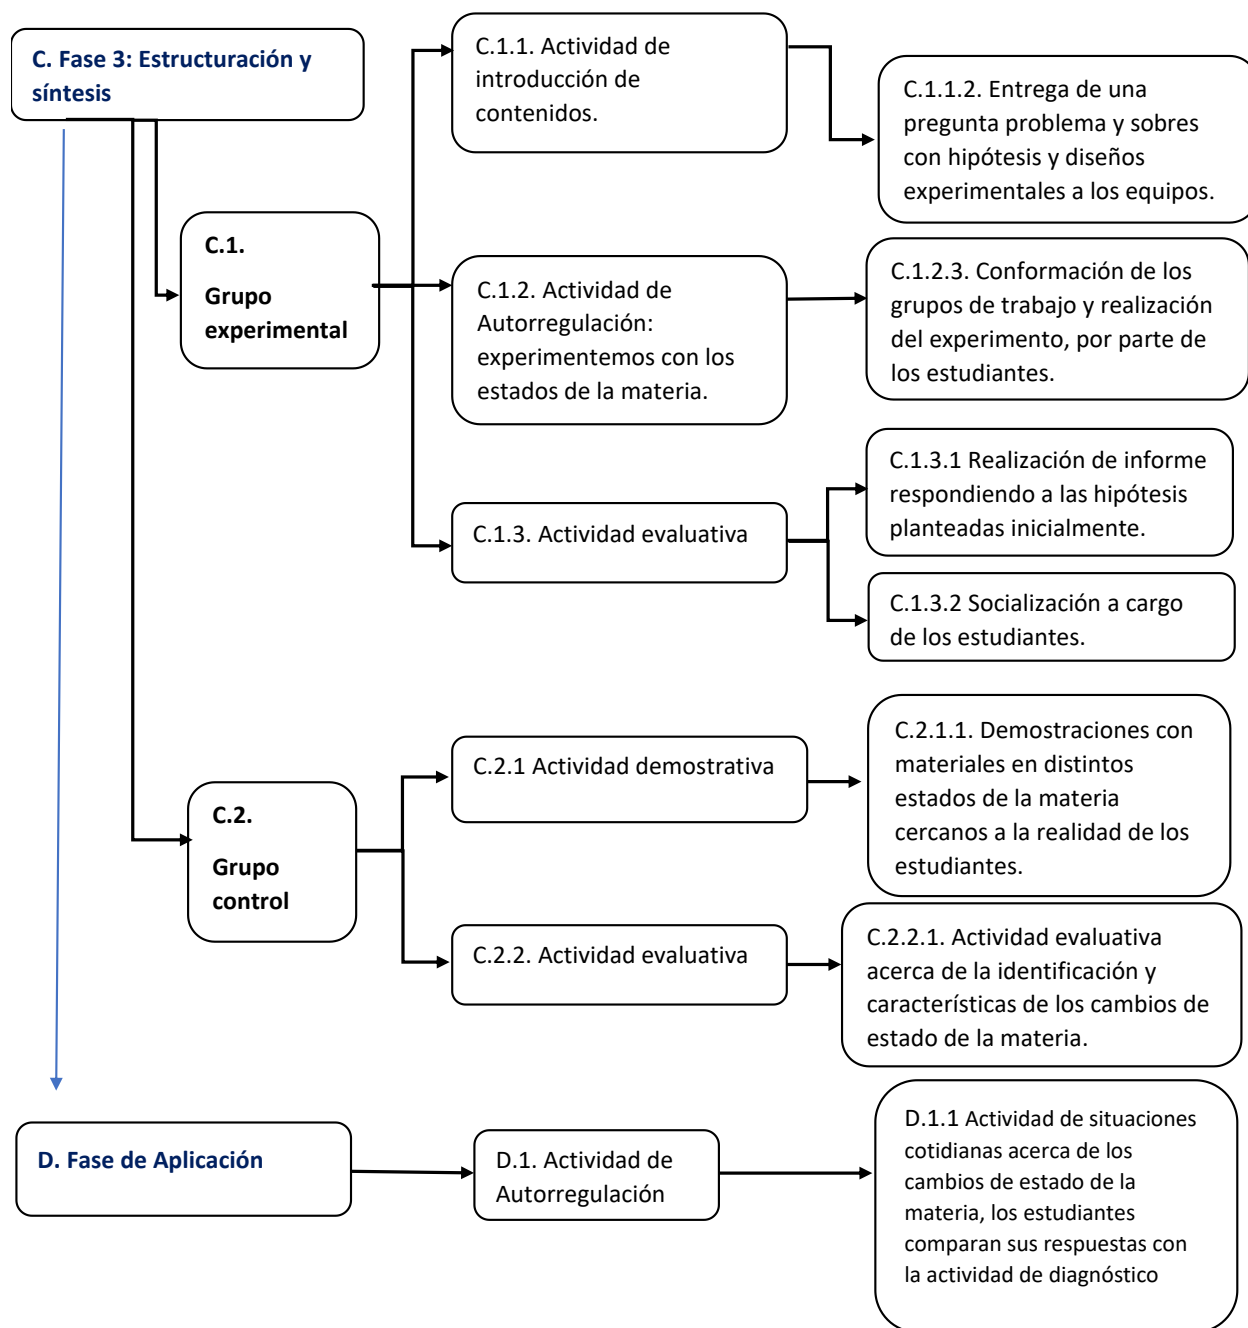 C. Fase 3: Estructuración y
síntesis
C.1.
Grupo
experimental
C.1.1. Actividad de
introducción de
contenidos.
C.1.1.2. Entrega de una
pregunta problema y sobres
con hipótesis y diseños
experimentales a los equipos.
C.1.2. Actividad de
Autorregulación:
experimentemos con los
estados de la materia.
C.1.2.3. Conformación de los
grupos de trabajo y realización
del experimento, por parte de
los estudiantes.
C.1.3. Actividad evaluativa
C.1.3.1 Realización de informe
respondiendo a las hipótesis
planteadas inicialmente.
C.1.3.2 Socialización a cargo
de los estudiantes.
C.2.
Grupo
control
C.2.1 Actividad demostrativa
C.2.1.1. Demostraciones con
materiales en distintos
estados de la materia
cercanos a la realidad de los
estudiantes.
C.2.2. Actividad evaluativa
C.2.2.1. Actividad evaluativa
acerca de la identificación y
características de los cambios de
estado de la materia.
D. Fase de Aplicación
D.1. Actividad de
Autorregulación
D.1.1 Actividad de situaciones
cotidianas acerca de los
cambios de estado de la
materia, los estudiantes
comparan sus respuestas con
la actividad de diagnóstico